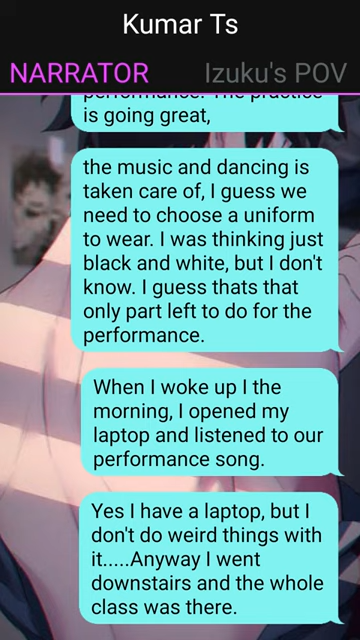 Kumar Ts
NARRATOR Izuku's POV
performance. The practice
is going great,
the music and dancing is
taken care of, I guess we
need to choose a uniform
to wear. I was thinking just
black and white, but I don't
know. I guess thats that
only part left to do for the
performance.
When I woke up I the
morning, I opened my
laptop and listened to our
performance song.
Yes I have a laptop, but I
don't do weird things with
it.....Anyway I went
downstairs and the whole
class was there.